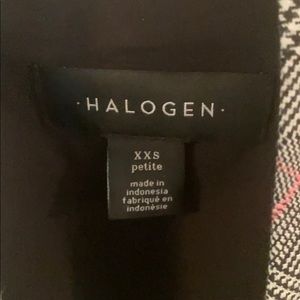 ·HALOGEN·
XXS
petite
made in
indonesia
fabriqué en
indonésie